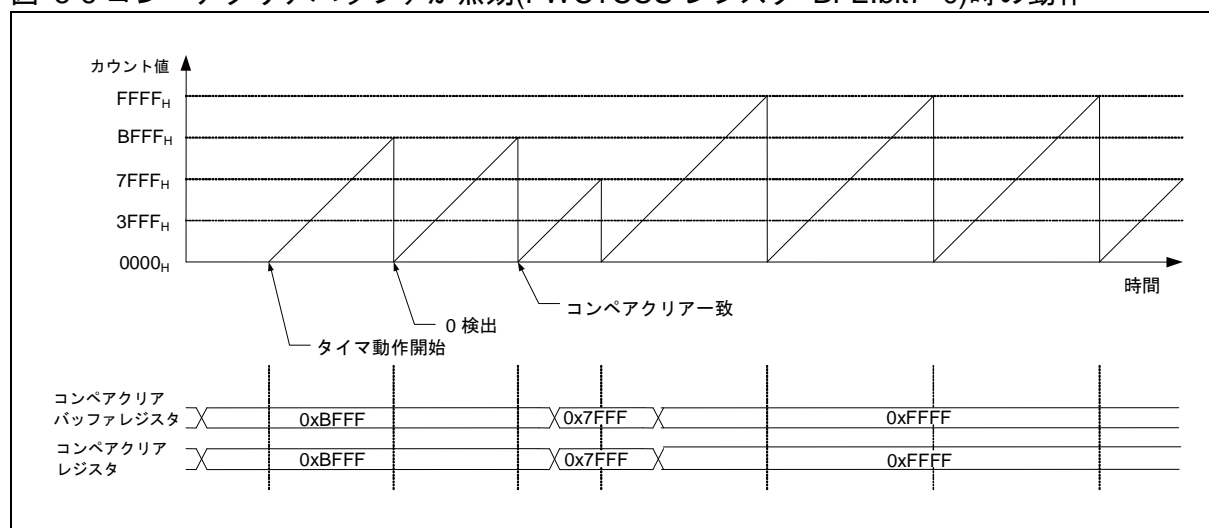 カウント値
FFFFH
BFFFH
7FFFH
3FFFH
0000H
時間
コンペアクリア一致
0 検出
タイマ動作開始
コンペアクリア
バッファレジスタ
0xBFFF
0x7FFF
0xFFFF
コンペアクリア
レジスタ
0xBFFF
0x7FFF
0xFFFF